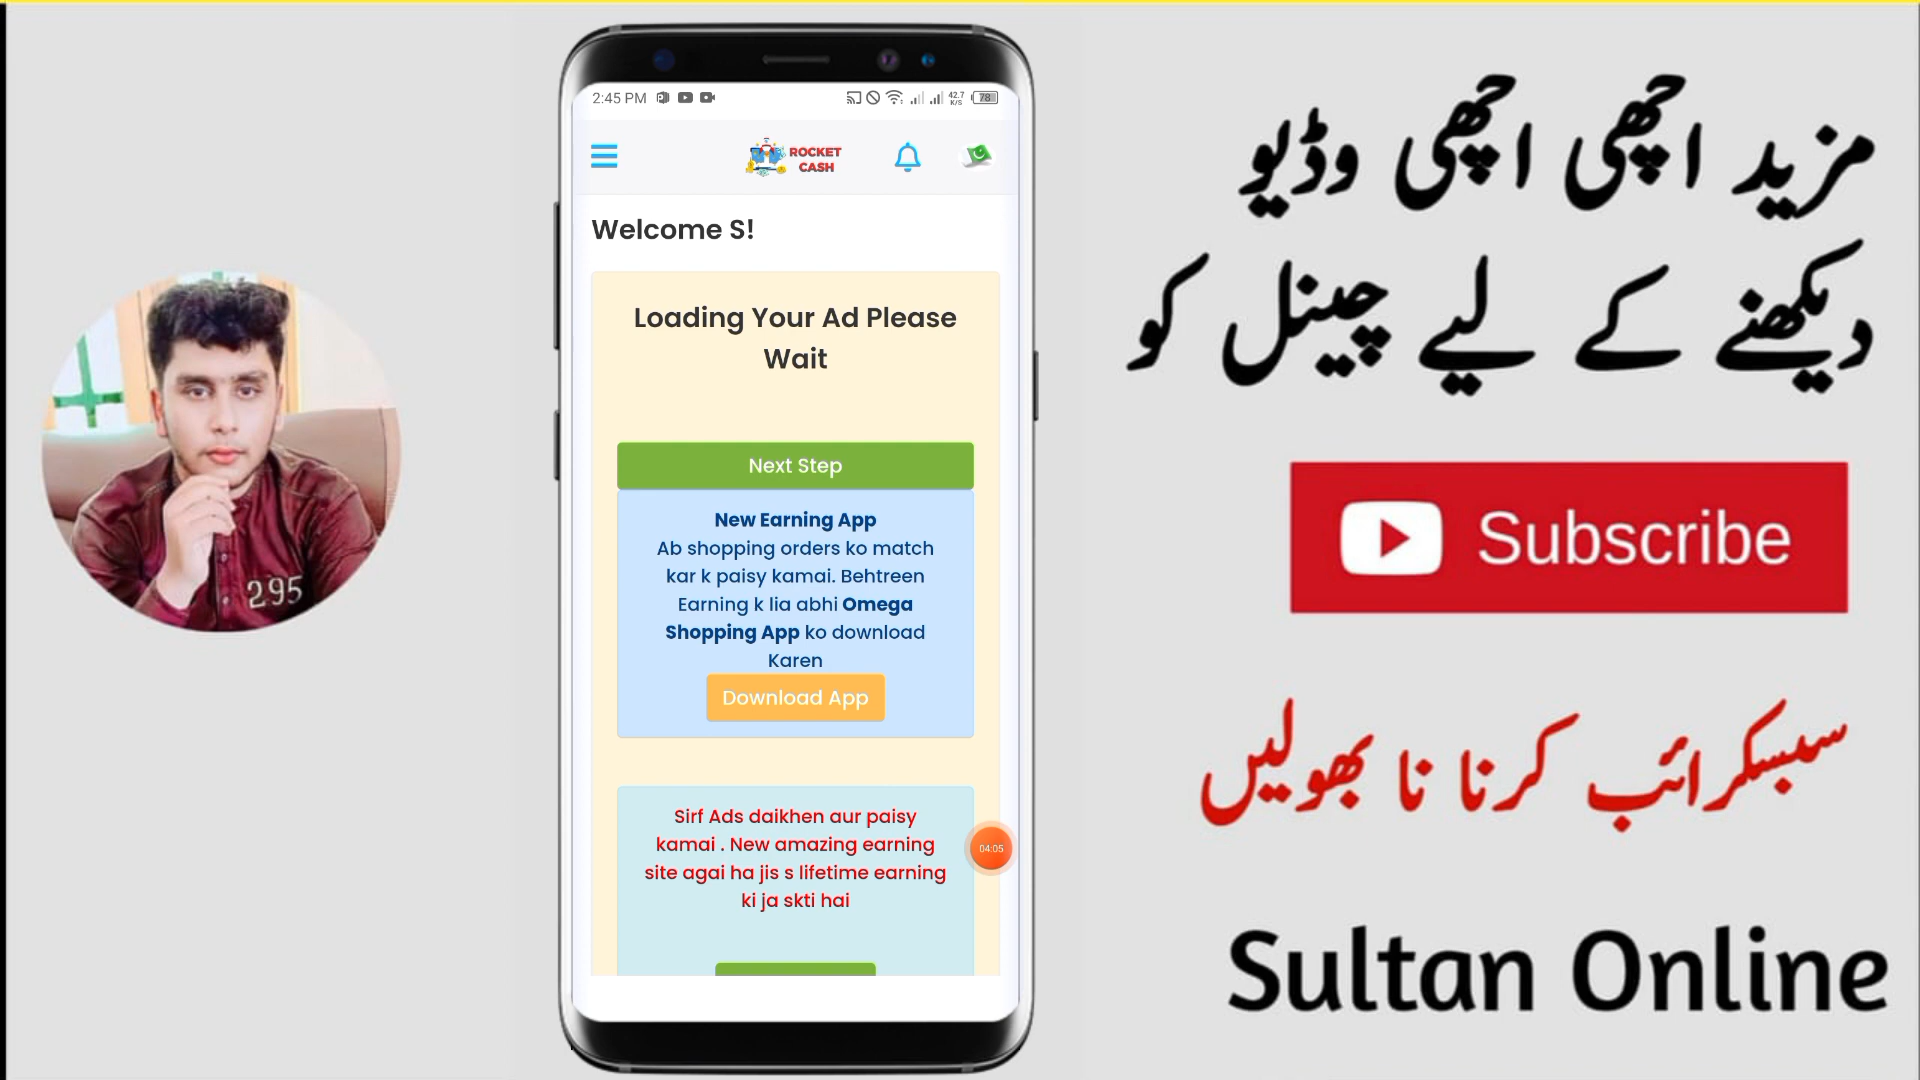 2:45 PM
42.7
K/S
78
ROCKET
CASH
Welcome S!
Loading Your Ad Please
Wait
Next Step
New Earning App
Ab shopping orders ko match
kar k paisy kamai. Behtreen
Earning k lia abhi Omega
Shopping App ko download
Karen
Download App
Sirf Ads daikhen aur paisy
kamai . New amazing earning
site agai ha jis s lifetime earning
ki ja skti hai
04:05
295
مزید اچھی اچھی وڈیو
دیکھنے کے لیے چینل کو
Subscribe
سبسکرائب کرنا نا بھولیں
Sultan Online